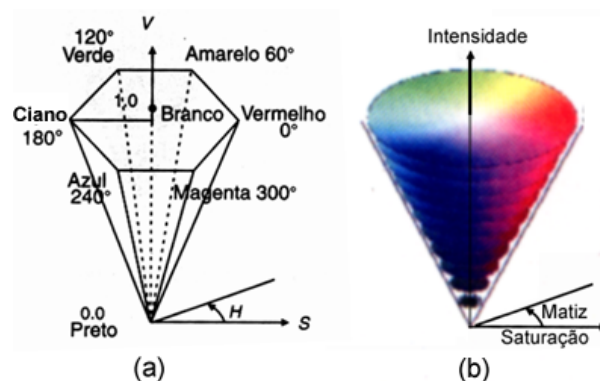 V
120°
Verde
Amarelo 60°
1,0
Branco
Ciano
180°
Vermelho
0°
Azul
240°
Magenta 300°
0.0
Preto
H
S
(a)
Intensidade
Matiz
Saturação
(b)